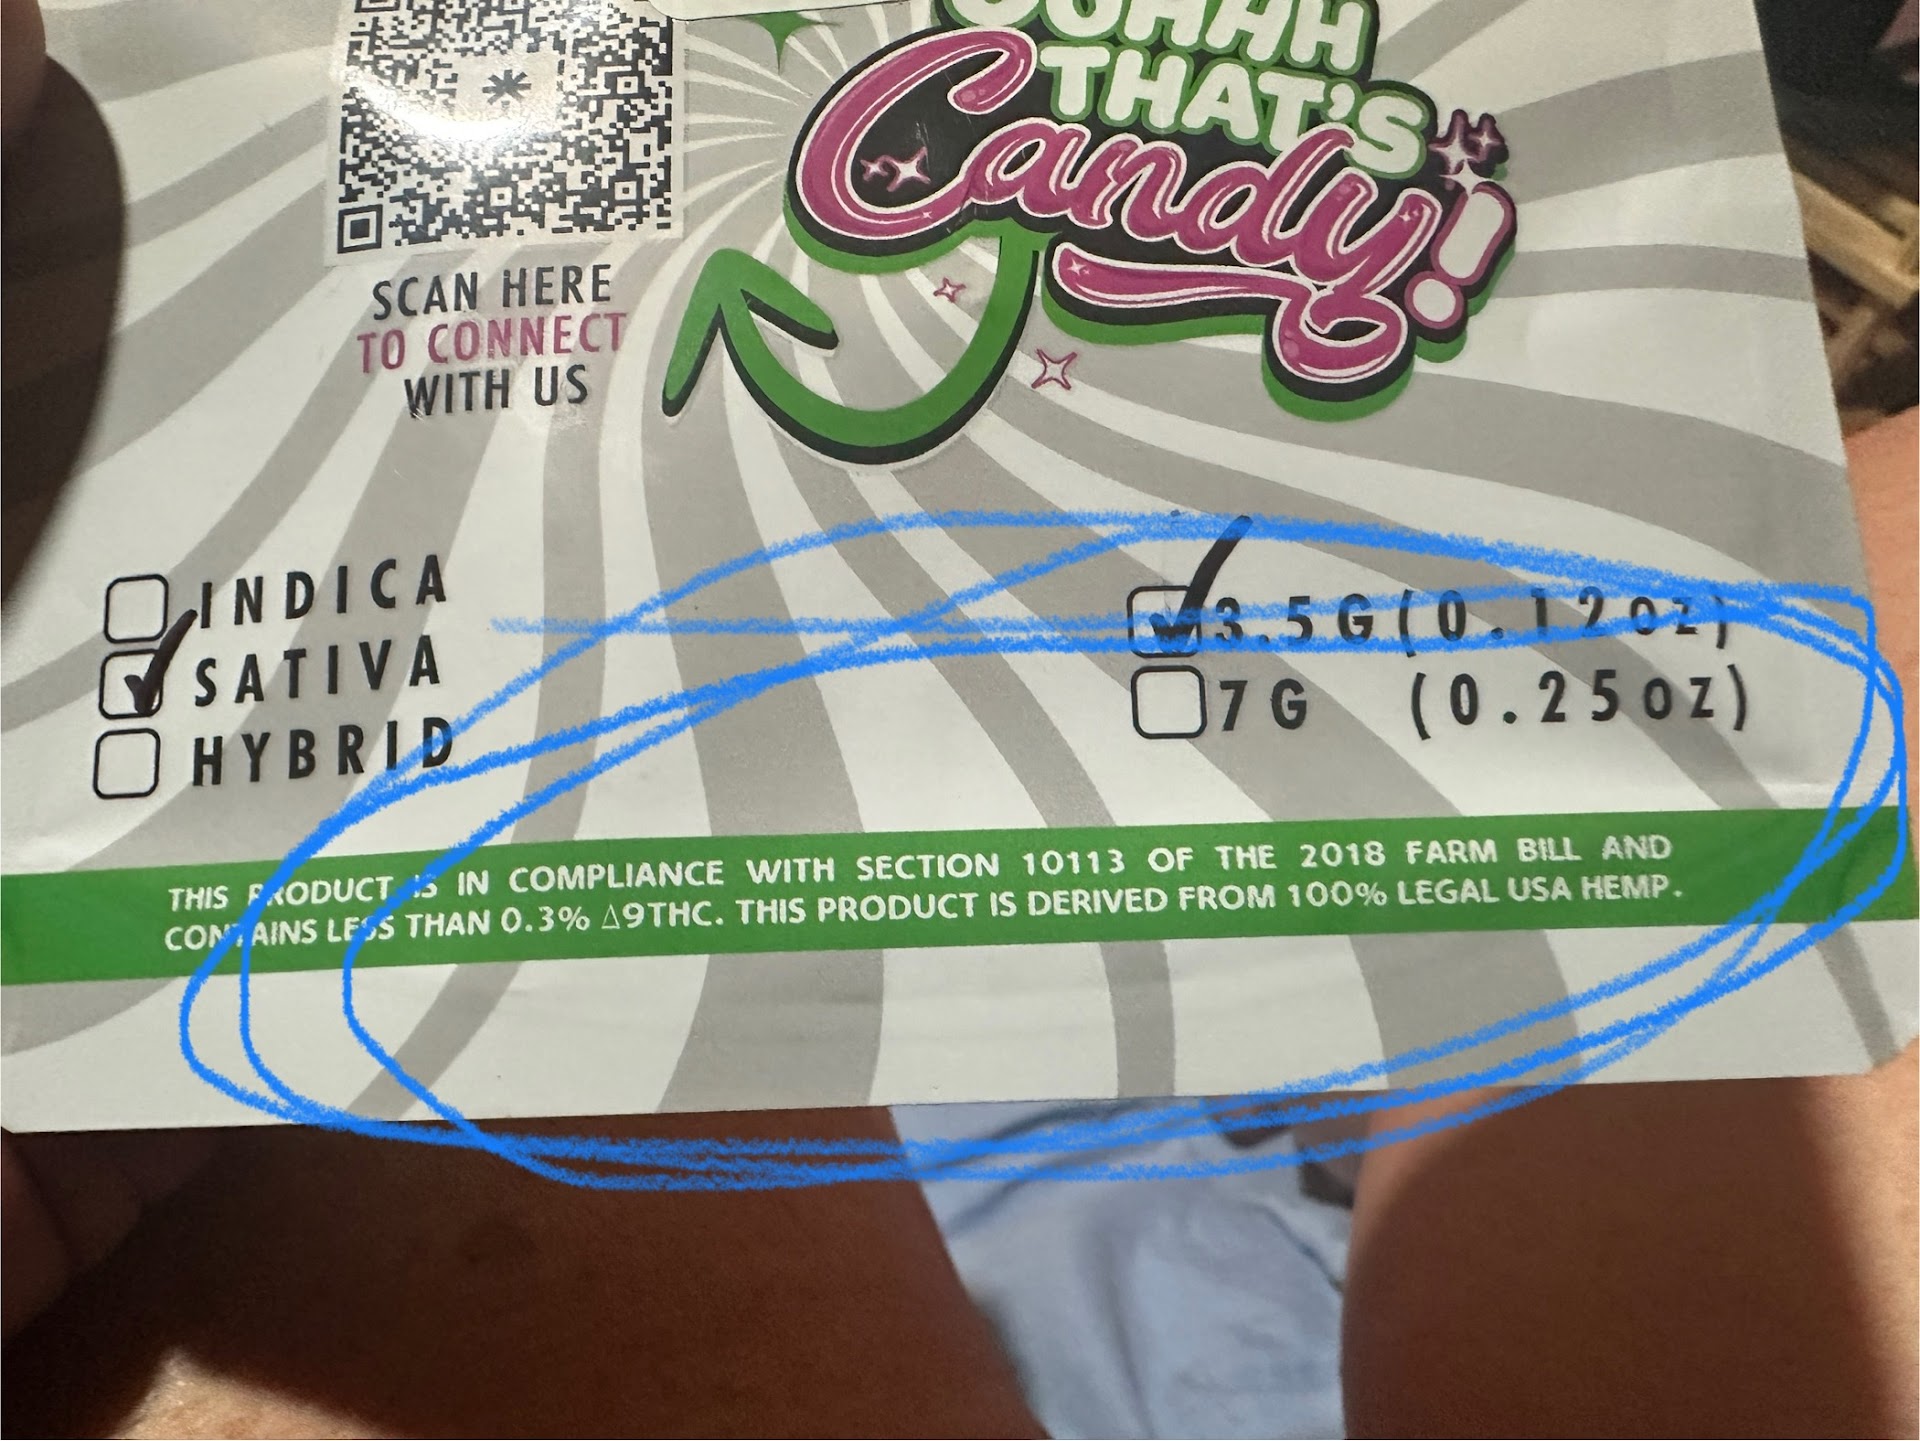 THAT'S
Candy!
SCAN HERE
TO CONNECT
WITH US
INDICA
SATIVA
HYBRID
3.5G(0.12oz)
7G (0.25oz)
THIS PRODUCT IS IN COMPLIANCE WITH SECTION 10113 OF THE 2018 FARM BILL AND
CONTAINS LESS THAN 0.3% Δ9THC. THIS PRODUCT IS DERIVED FROM 100% LEGAL USA HEMP.